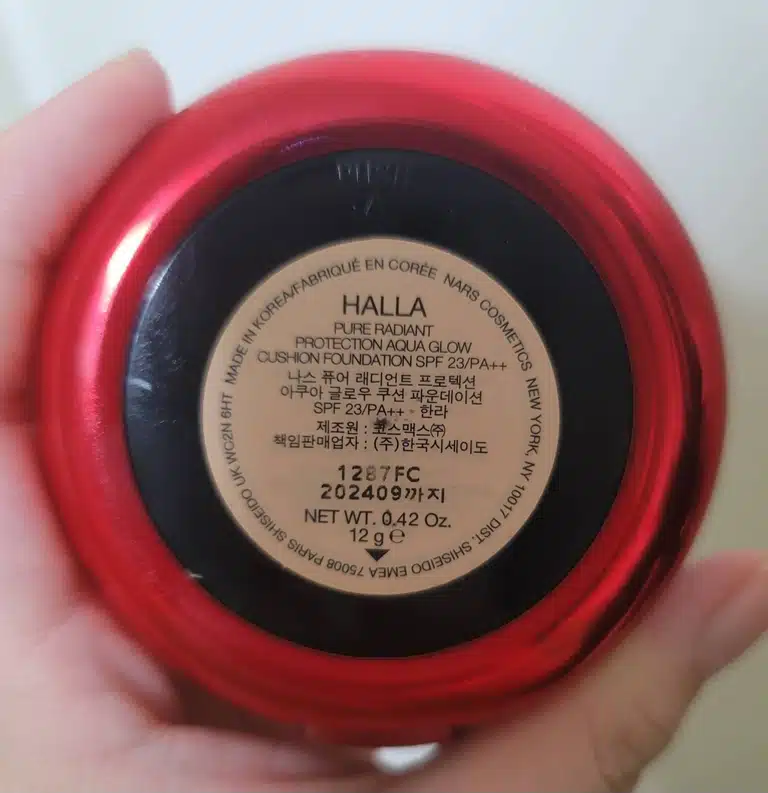 PUSH
MADE IN KOREA/FABRIQUÉ EN CORÉE NARS COSMETICS NEW YORK, NY 10017 DIST. SHISEIDO EMEA 75008 PARIS SHISEIDO UK WC2N 6HT
HALLA
PURE RADIANT
PROTECTION AQUA GLOW
CUSHION FOUNDATION SPF 23/PA++
나스 퓨어 래디언트 프로텍션
아쿠아 글로우 쿠션 파운데이션
SPF 23/PA++ - 한라
제조원 : 코스맥스㈜
책임판매업자 : (주)한국시세이도
1287FC
202409까지
NET WT. 0.42 Oz.
12 g ℮